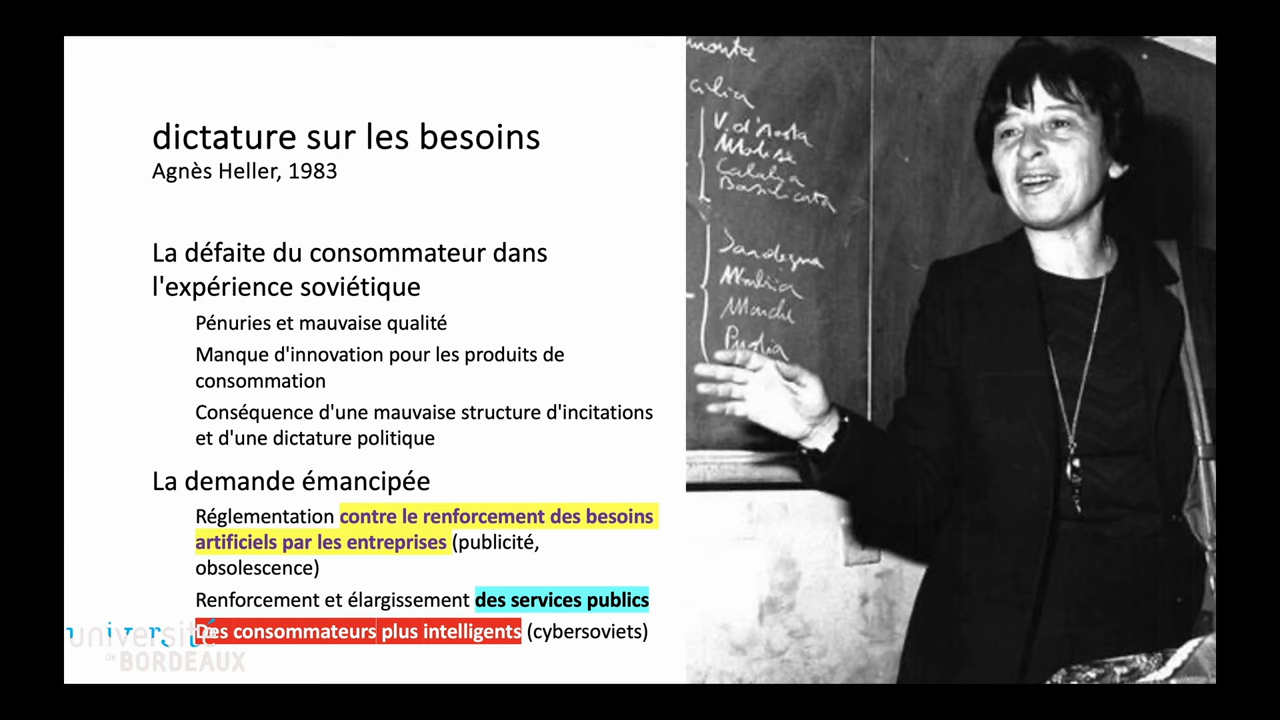 dictature sur les besoins
Agnès Heller, 1983
La défaite du consommateur dans
l'expérience soviétique
Pénuries et mauvaise qualité
Manque d'innovation pour les produits de
consommation
Conséquence d'une mauvaise structure d'incitations
et d'une dictature politique
La demande émancipée
Réglementation contre le renforcement des besoins
artificiels par les entreprises (publicité,
obsolescence)
Renforcement et élargissement des services publics
Des consommateurs plus intelligents (cybersoviets)
université
de BORDEAUX
V. d'Aosta
Molise
Basilicata
Sardegna
Umbria
Marche
Puglia